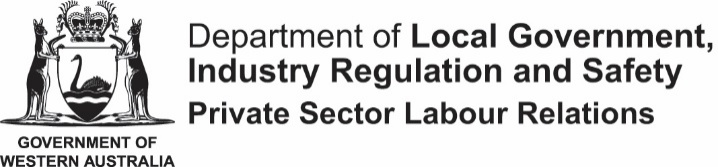 Department of Local Government,
Industry Regulation and Safety
Private Sector Labour Relations
GOVERNMENT OF
WESTERN AUSTRALIA